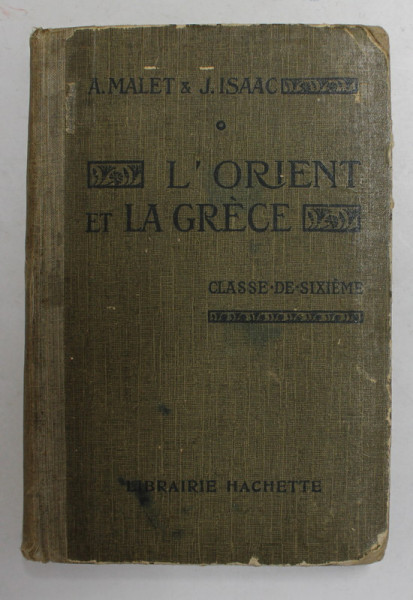 A. MALET & J. ISAAC
L'ORIENT
ET LA GRÈCE
CLASSE·DE·SIXIÈME
LIBRAIRIE HACHETTE